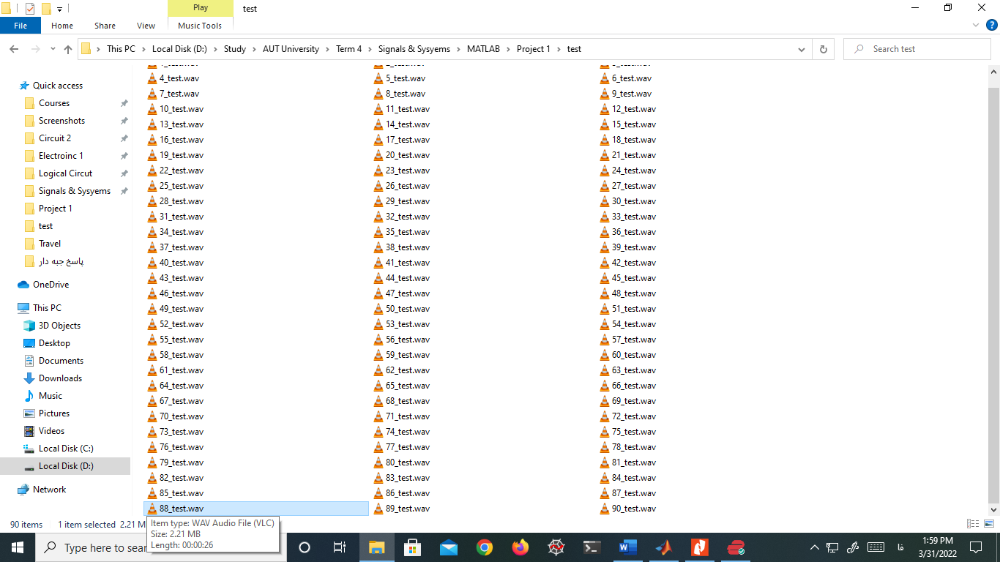 Play
test
File
Home
Share
View
Music Tools
This PC
Local Disk (D:)
Study
AUT University
Term 4
Signals & Sysyems
MATLAB
Project 1
test
Search test
Quick access
Courses
Screenshots
Circuit 2
Electroinc 1
Logical Circut
Signals & Sysyems
Project 1
test
Travel
پاسخ جبه دار
OneDrive
This PC
3D Objects
Desktop
Documents
Downloads
Music
Pictures
Videos
Local Disk (C:)
Local Disk (D:)
Network
4_test.wav 5_test.wav 6_test.wav
7_test.wav 8_test.wav 9_test.wav
10_test.wav 11_test.wav 12_test.wav
13_test.wav 14_test.wav 15_test.wav
16_test.wav 17_test.wav 18_test.wav
19_test.wav 20_test.wav 21_test.wav
22_test.wav 23_test.wav 24_test.wav
25_test.wav 26_test.wav 27_test.wav
28_test.wav 29_test.wav 30_test.wav
31_test.wav 32_test.wav 33_test.wav
34_test.wav 35_test.wav 36_test.wav
37_test.wav 38_test.wav 39_test.wav
40_test.wav 41_test.wav 42_test.wav
43_test.wav 44_test.wav 45_test.wav
46_test.wav 47_test.wav 48_test.wav
49_test.wav 50_test.wav 51_test.wav
52_test.wav 53_test.wav 54_test.wav
55_test.wav 56_test.wav 57_test.wav
58_test.wav 59_test.wav 60_test.wav
61_test.wav 62_test.wav 63_test.wav
64_test.wav 65_test.wav 66_test.wav
67_test.wav 68_test.wav 69_test.wav
70_test.wav 71_test.wav 72_test.wav
73_test.wav 74_test.wav 75_test.wav
76_test.wav 77_test.wav 78_test.wav
79_test.wav 80_test.wav 81_test.wav
82_test.wav 83_test.wav 84_test.wav
85_test.wav 86_test.wav 87_test.wav
88_test.wav 89_test.wav 90_test.wav
90 items 1 item selected 2.21 M
Item type: WAV Audio File (VLC)
Size: 2.21 MB
Length: 00:00:26
Type here to sear
فا
1:59 PM
3/31/2022